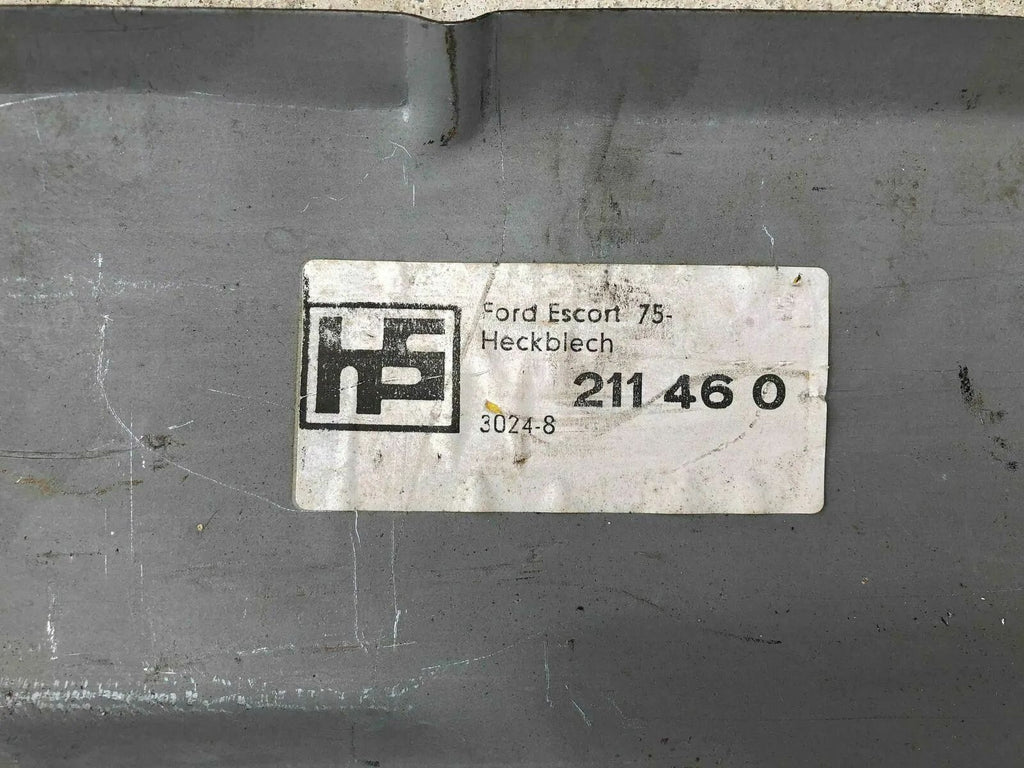 Ford Escort 75-
Heckblech
211 46 0
3024-8